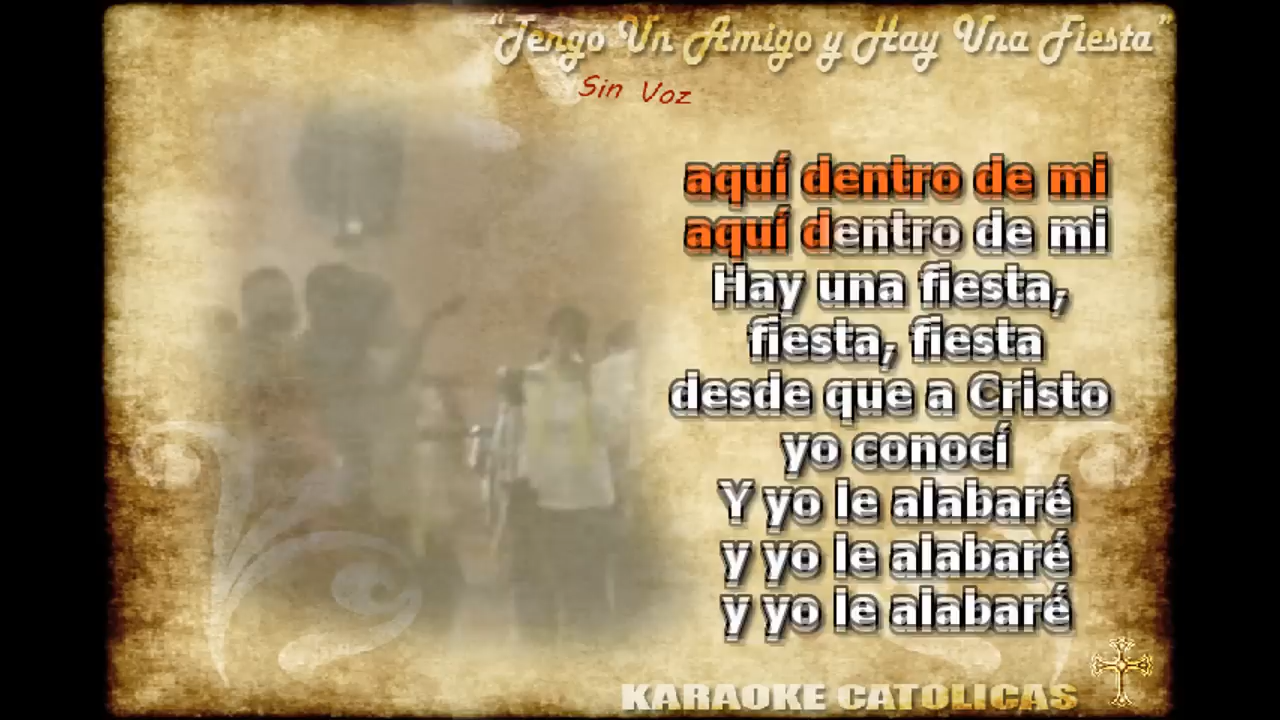 "Tengo Un Amigo y Hay Una Fiesta"
Sin Voz
aquí dentro de mi
aquí dentro de mi
Hay una fiesta,
fiesta, fiesta
desde que a Cristo
yo conocí
Y yo le alabaré
y yo le alabaré
y yo le alabaré
KARAOKE CATOLICAS